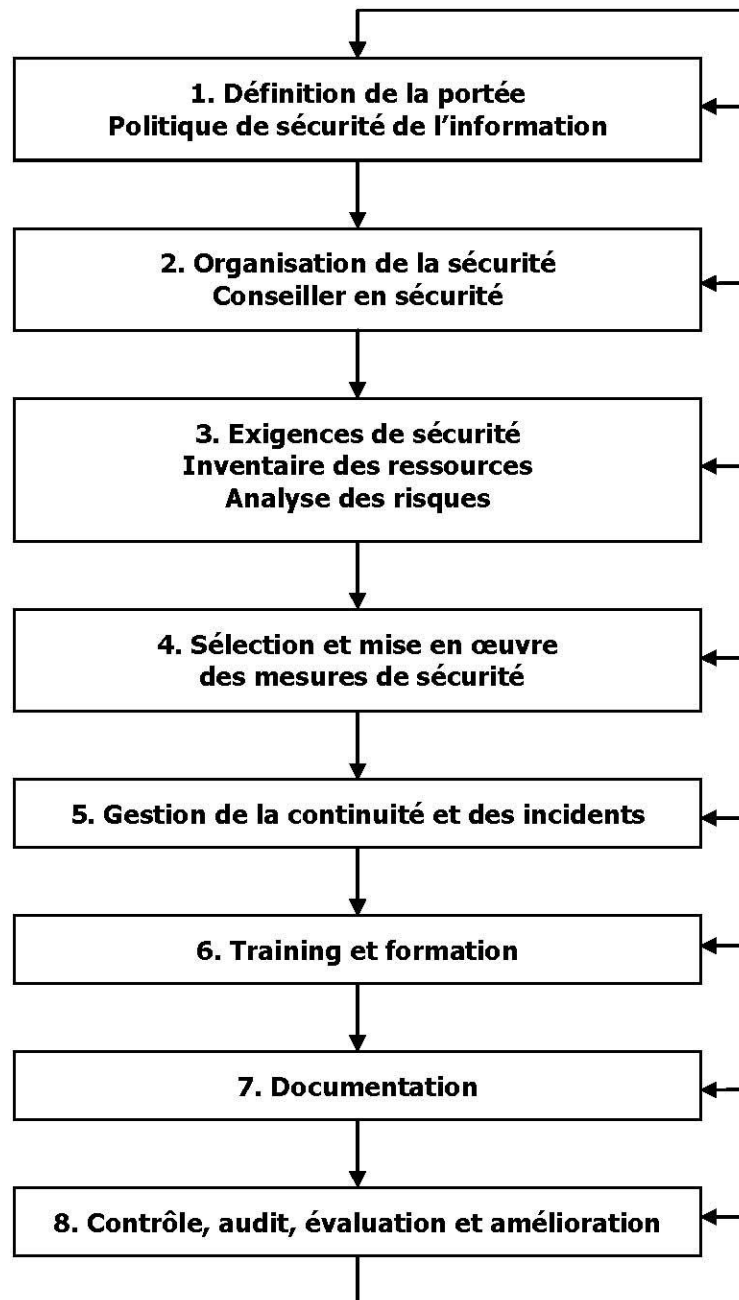 1. Définition de la portée
Politique de sécurité de l'information
2. Organisation de la sécurité
Conseiller en sécurité
3. Exigences de sécurité
Inventaire des ressources
Analyse des risques
4. Sélection et mise en œuvre
des mesures de sécurité
5. Gestion de la continuité et des incidents
6. Training et formation
7. Documentation
8. Contrôle, audit, évaluation et amélioration